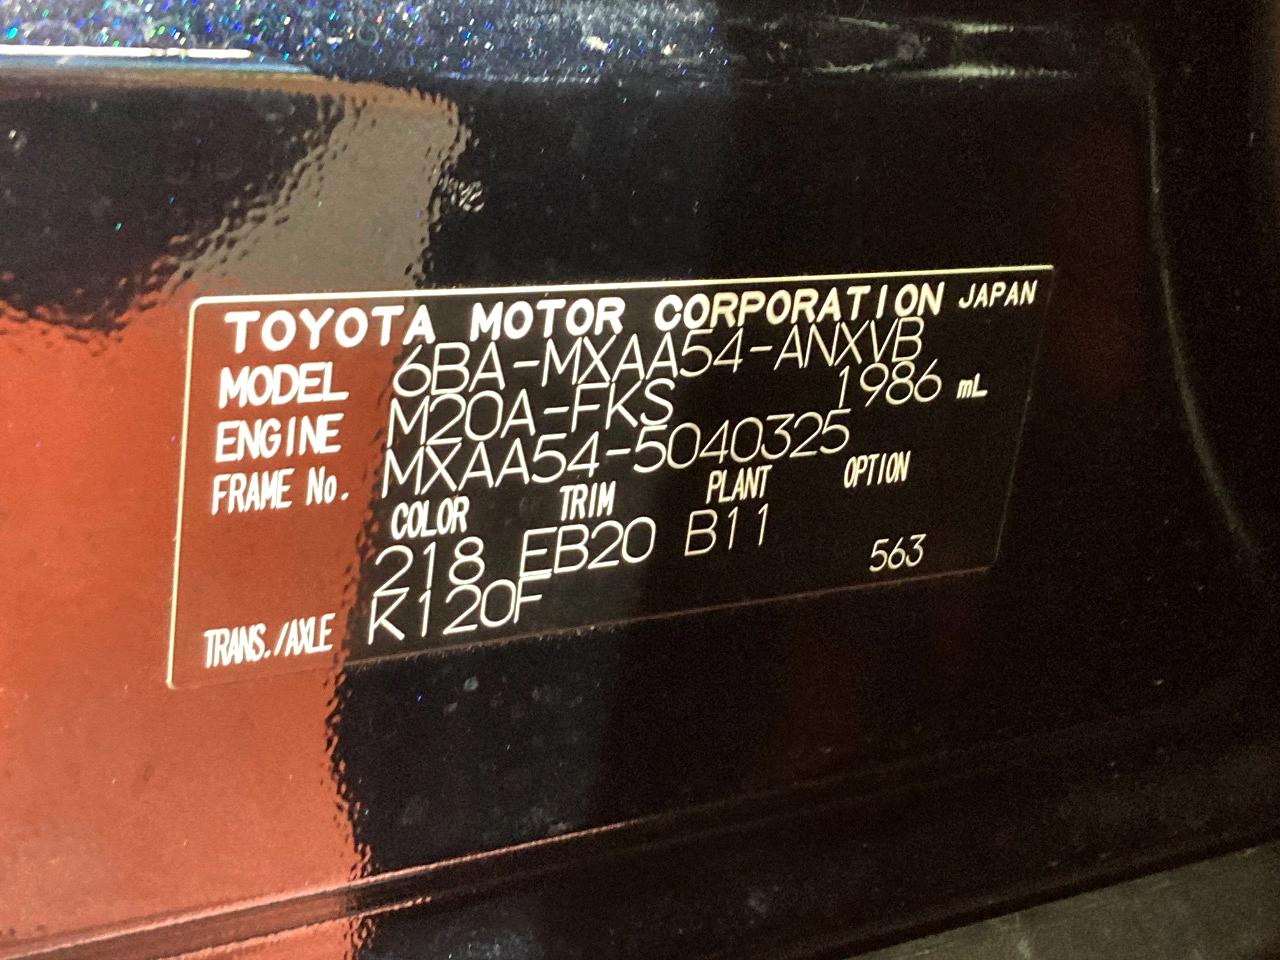 TOYOTA MOTOR CORPORATION JAPAN
MODEL 6BA-MXAA54-ANXVB
ENGINE M20A-FKS 1986 mL
FRAME No. MXAA54-5040325
COLOR TRIM PLANT OPTION
218 EB20 B11 563
TRANS./AXLE K120F